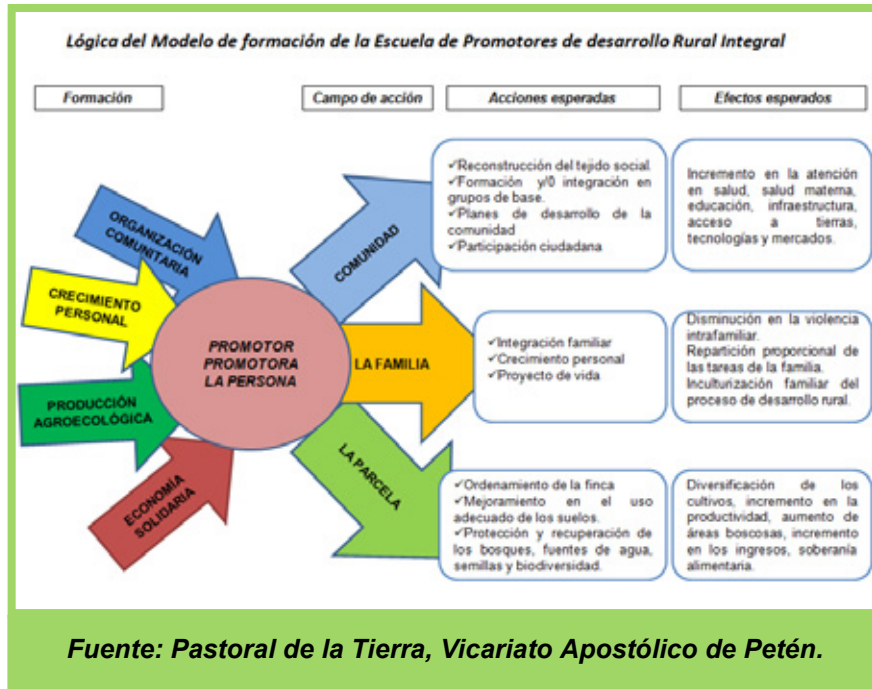 Lógica del Modelo de formación de la Escuela de Promotores de desarrollo Rural Integral
Formación
Campo de acción
Acciones esperadas
Efectos esperados
ORGANIZACIÓN
COMUNITARIA
CRECIMIENTO
PERSONAL
PRODUCCIÓN
AGROECOLÓGICA
ECONOMÍA
SOLIDARIA
PROMOTOR
PROMOTORA
LA PERSONA
COMUNIDAD
✓Reconstrucción del tejido social.
✓Formación y/0 integración en
grupos de base.
✓Planes de desarrollo de la
comunidad
✓Participación ciudadana
Incremento en la atención
en salud, salud materna,
educación, infraestructura,
acceso a tierras,
tecnologías y mercados.
LA FAMILIA
✓Integración familiar
✓Crecimiento personal
✓Proyecto de vida
Disminución en la violencia
intrafamiliar.
Repartición proporcional de
las tareas de la familia.
Inculturización familiar del
proceso de desarrollo rural.
LA PARCELA
✓Ordenamiento de la finca
✓Mejoramiento en el uso
adecuado de los suelos.
✓Protección y recuperación de
los bosques, fuentes de agua,
semillas y biodiversidad.
Diversificación de los
cultivos, incremento en la
productividad, aumento de
áreas boscosas, incremento
en los ingresos, soberanía
alimentaria.
Fuente: Pastoral de la Tierra, Vicariato Apostólico de Petén.